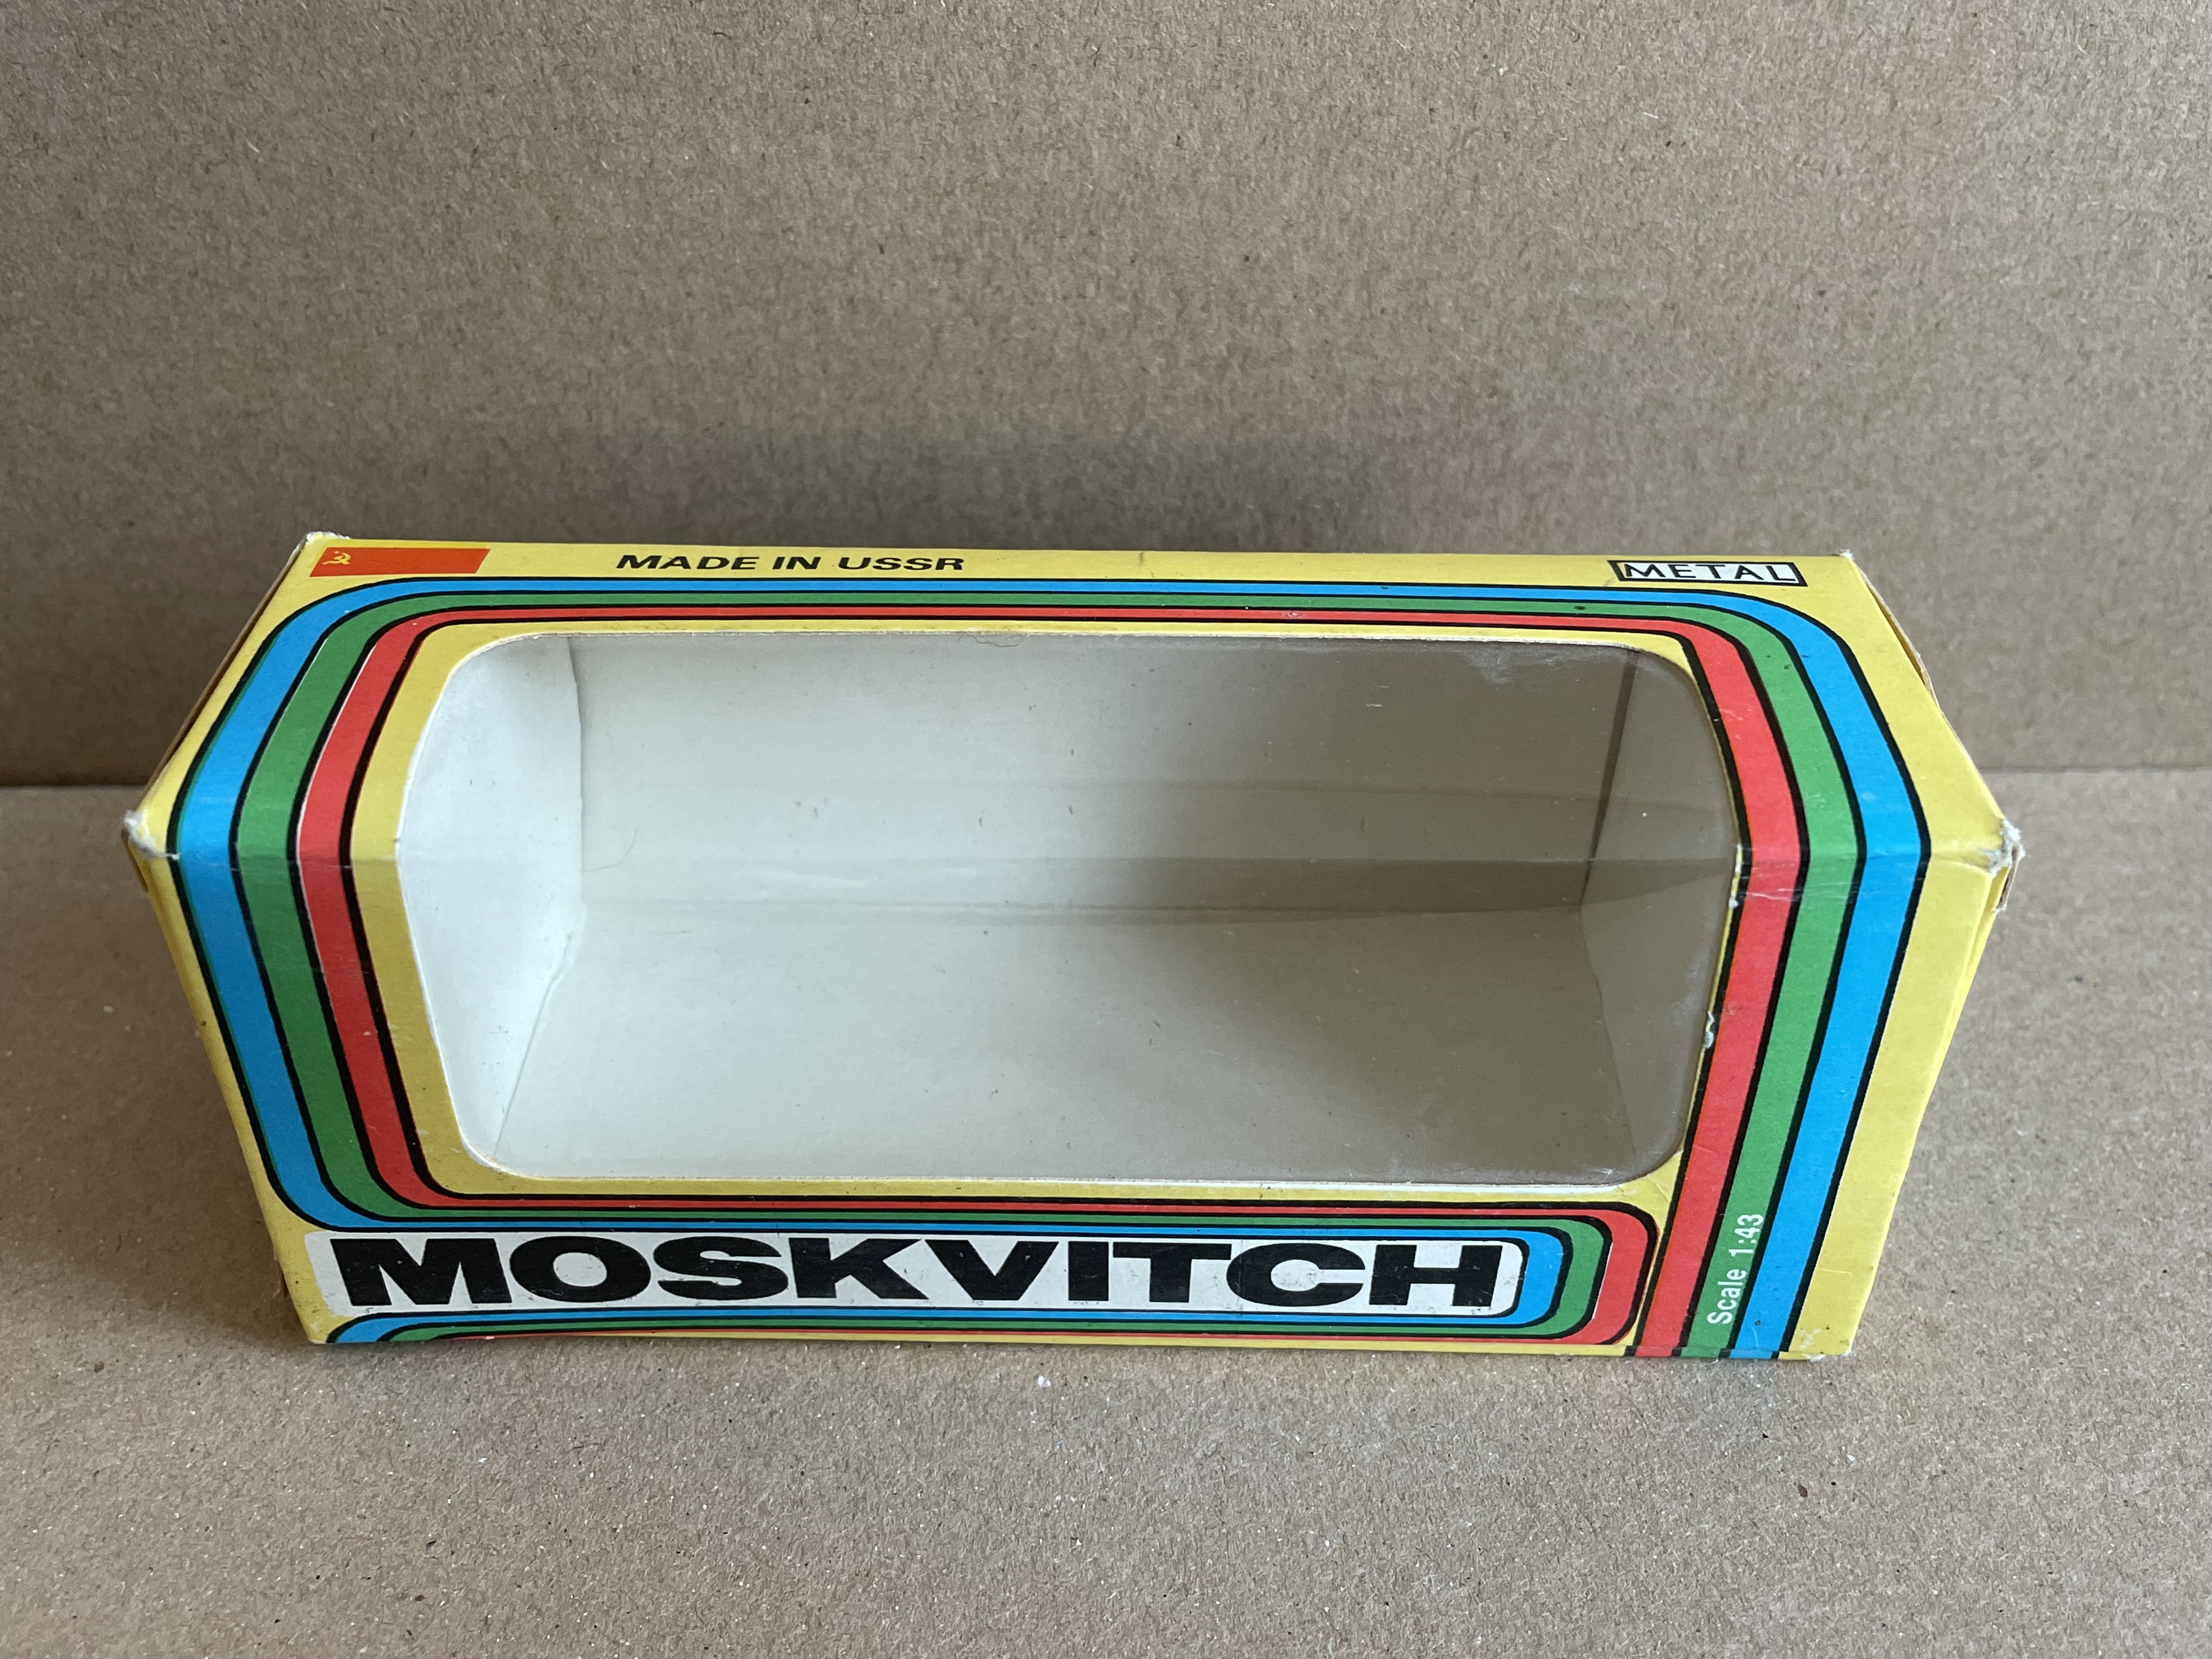 MADE IN USSR
METAL
MOSKVITCH
Scale 1:43